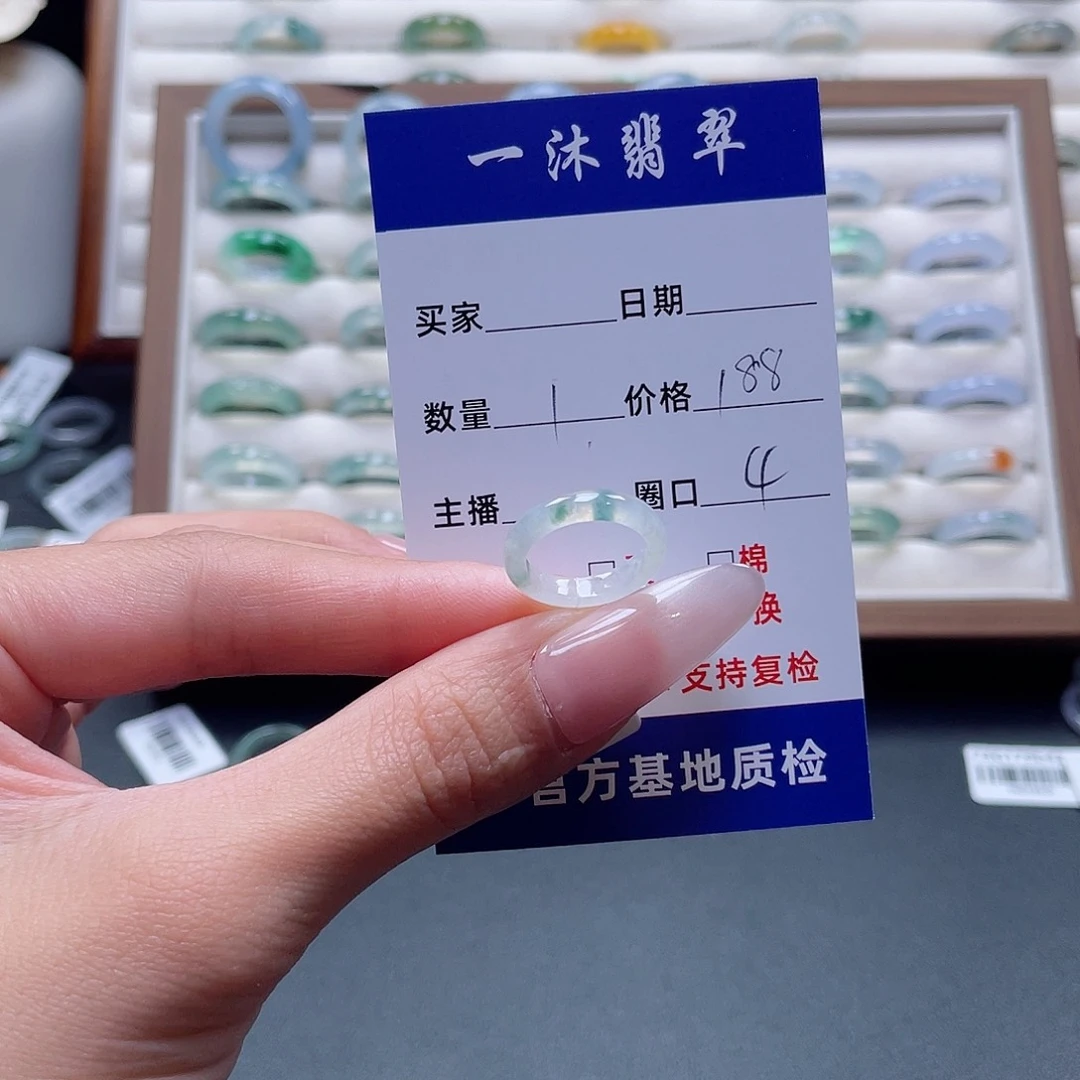 一沐翡翠
买家 日期
数量 1 价格 188
主播 圈口 4
棉
换
支持复检
官方基地质检